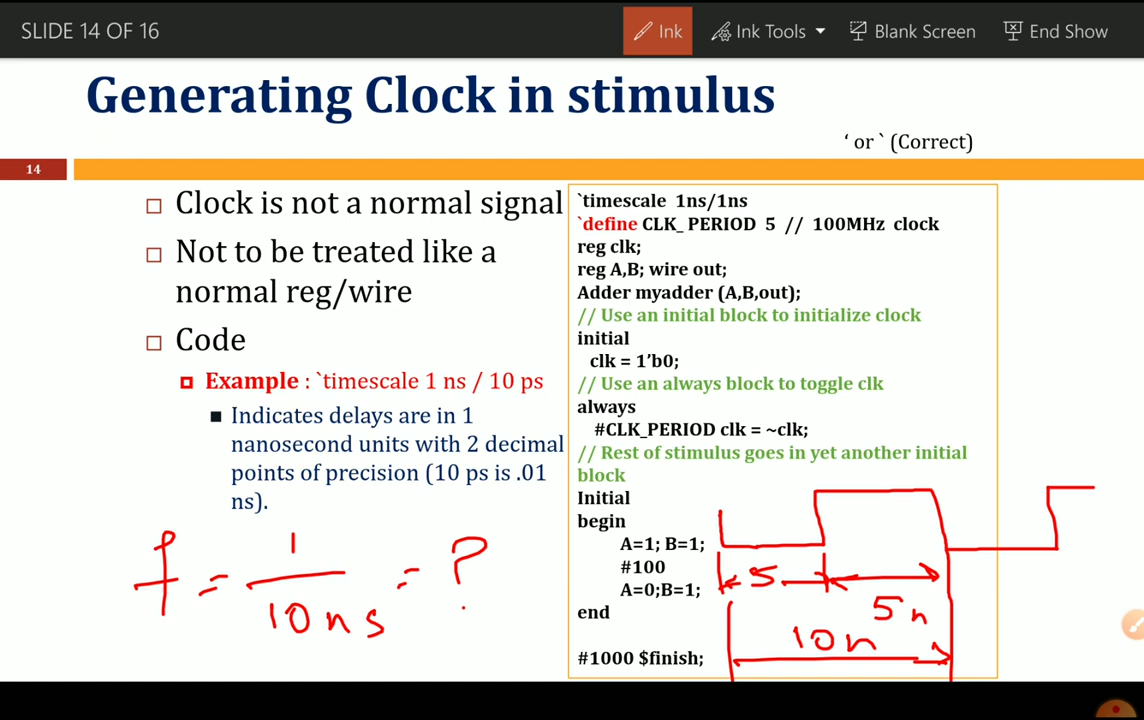 SLIDE 14 OF 16
Ink
Ink Tools
Blank Screen
End Show
Generating Clock in stimulus
‘ or ` (Correct)
14
Clock is not a normal signal
Not to be treated like a
normal reg/wire
Code
Example : `timescale 1 ns / 10 ps
Indicates delays are in 1
nanosecond units with 2 decimal
points of precision (10 ps is .01
ns).
`timescale 1ns/1ns
`define CLK_ PERIOD 5 // 100MHz clock
reg clk;
reg A,B; wire out;
Adder myadder (A,B,out);
// Use an initial block to initialize clock
initial
clk = 1’b0;
// Use an always block to toggle clk
always
#CLK_PERIOD clk = ~clk;
// Rest of stimulus goes in yet another initial
block
Initial
begin
A=1; B=1;
#100
A=0;B=1;
end
#1000 $finish;
f = 1 / 10ns = ?
5
5n
10n